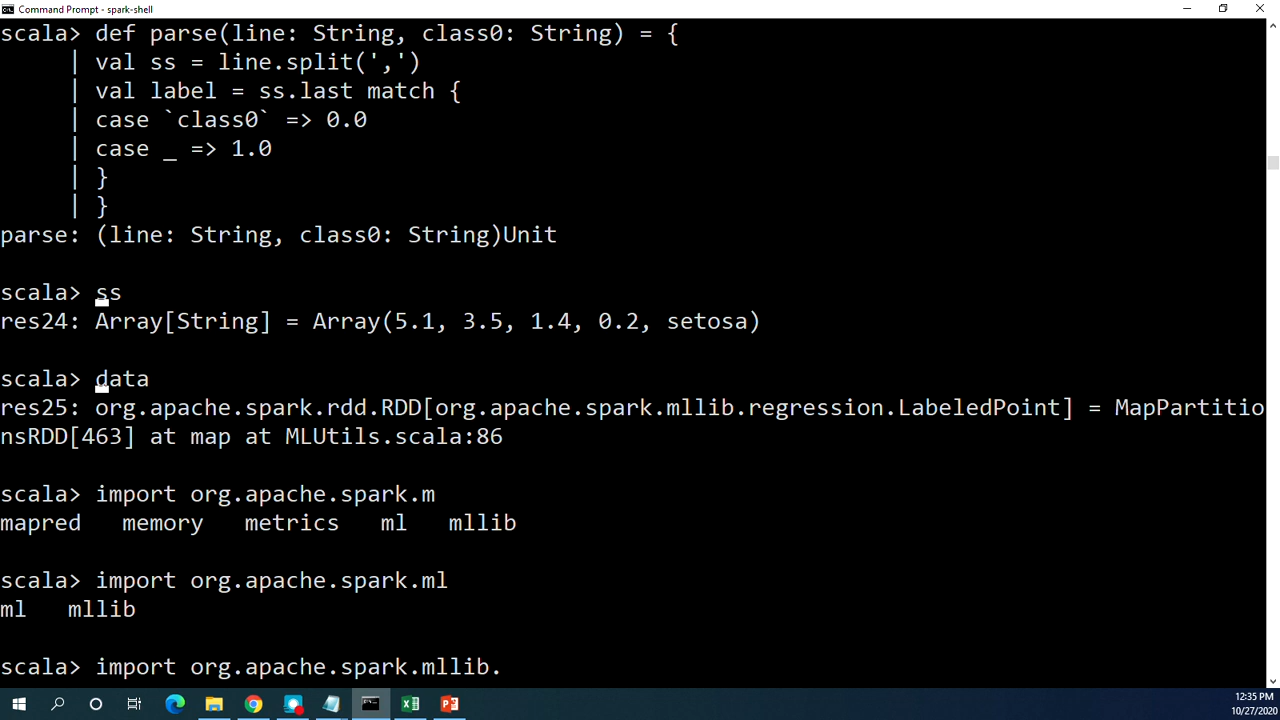 Command Prompt - spark-shell
scala> def parse(line: String, class0: String) = {
| val ss = line.split(',')
| val label = ss.last match {
| case `class0` => 0.0
| case _ => 1.0
| }
| }
parse: (line: String, class0: String)Unit
scala> ss
res24: Array[String] = Array(5.1, 3.5, 1.4, 0.2, setosa)
scala> data
res25: org.apache.spark.rdd.RDD[org.apache.spark.mllib.regression.LabeledPoint] = MapPartitio
nsRDD[463] at map at MLUtils.scala:86
scala> import org.apache.spark.m
mapred memory metrics ml mllib
scala> import org.apache.spark.ml
ml mllib
scala> import org.apache.spark.mllib.
12:35 PM
10/27/2020